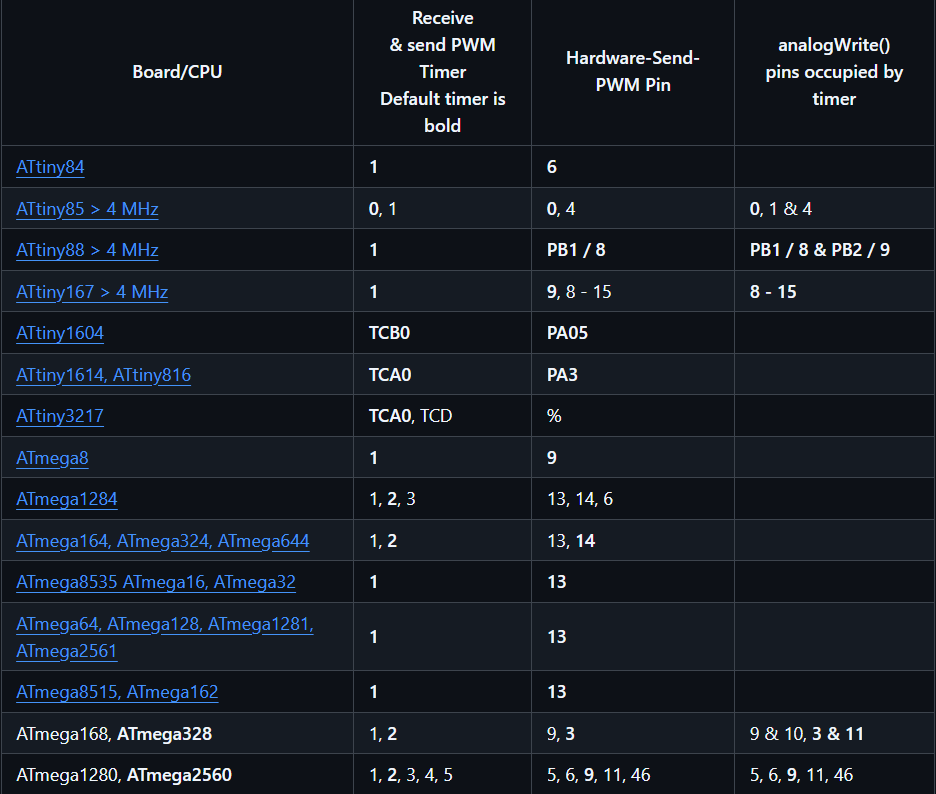 Board/CPU
Receive
& send PWM
Timer
Default timer is
bold
Hardware-Send-
PWM Pin
analogWrite()
pins occupied by
timer
ATtiny84 1 6
ATtiny85 > 4 MHz 0, 1 0, 4 0, 1 & 4
ATtiny88 > 4 MHz 1 PB1 / 8 PB1 / 8 & PB2 / 9
ATtiny167 > 4 MHz 1 9, 8 - 15 8 - 15
ATtiny1604 TCB0 PA05
ATtiny1614, ATtiny816 TCA0 PA3
ATtiny3217 TCA0, TCD %
ATmega8 1 9
ATmega1284 1, 2, 3 13, 14, 6
ATmega164, ATmega324, ATmega644 1, 2 13, 14
ATmega8535 ATmega16, ATmega32 1 13
ATmega64, ATmega128, ATmega1281,
ATmega2561 1 13
ATmega8515, ATmega162 1 13
ATmega168, ATmega328 1, 2 9, 3 9 & 10, 3 & 11
ATmega1280, ATmega2560 1, 2, 3, 4, 5 5, 6, 9, 11, 46 5, 6, 9, 11, 46